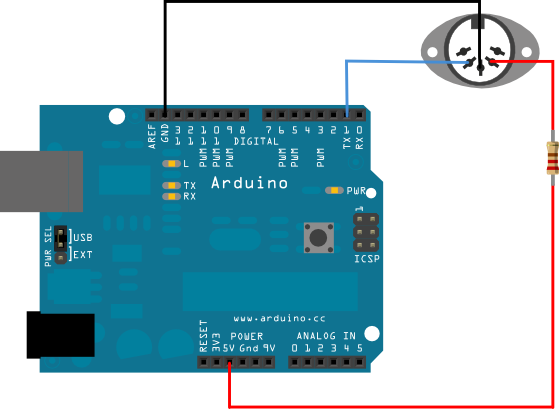 AREF
GND
13
12
11
10
9
8
7
6
5
4
3
2
1
0
PWM
PWM
PWM
PWM
PWM
PWM
TX
RX
DIGITAL
L
TX
RX
Arduino
PWR
1
ICSP
PWR SEL
USB
EXT
www.arduino.cc
POWER
ANALOG IN
RESET
3V3
5V
Gnd
9V
0 1 2 3 4 5